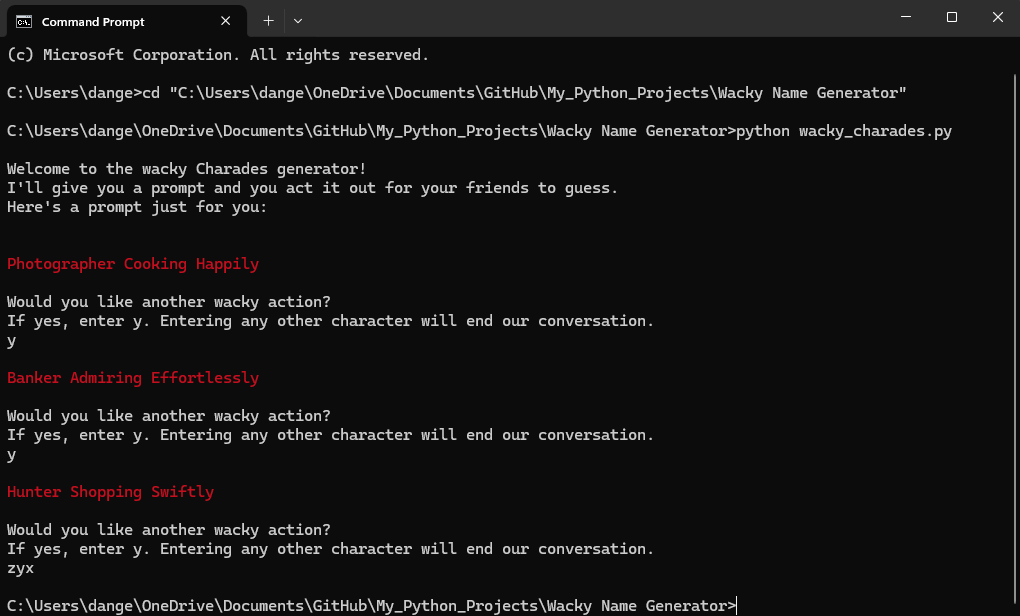 Command Prompt
(c) Microsoft Corporation. All rights reserved.
C:\Users\dange>cd "C:\Users\dange\OneDrive\Documents\GitHub\My_Python_Projects\Wacky Name Generator"
C:\Users\dange\OneDrive\Documents\GitHub\My_Python_Projects\Wacky Name Generator>python wacky_charades.py
Welcome to the wacky Charades generator!
I'll give you a prompt and you act it out for your friends to guess.
Here's a prompt just for you:
Photographer Cooking Happily
Would you like another wacky action?
If yes, enter y. Entering any other character will end our conversation.
y
Banker Admiring Effortlessly
Would you like another wacky action?
If yes, enter y. Entering any other character will end our conversation.
y
Hunter Shopping Swiftly
Would you like another wacky action?
If yes, enter y. Entering any other character will end our conversation.
zyx
C:\Users\dange\OneDrive\Documents\GitHub\My_Python_Projects\Wacky Name Generator>